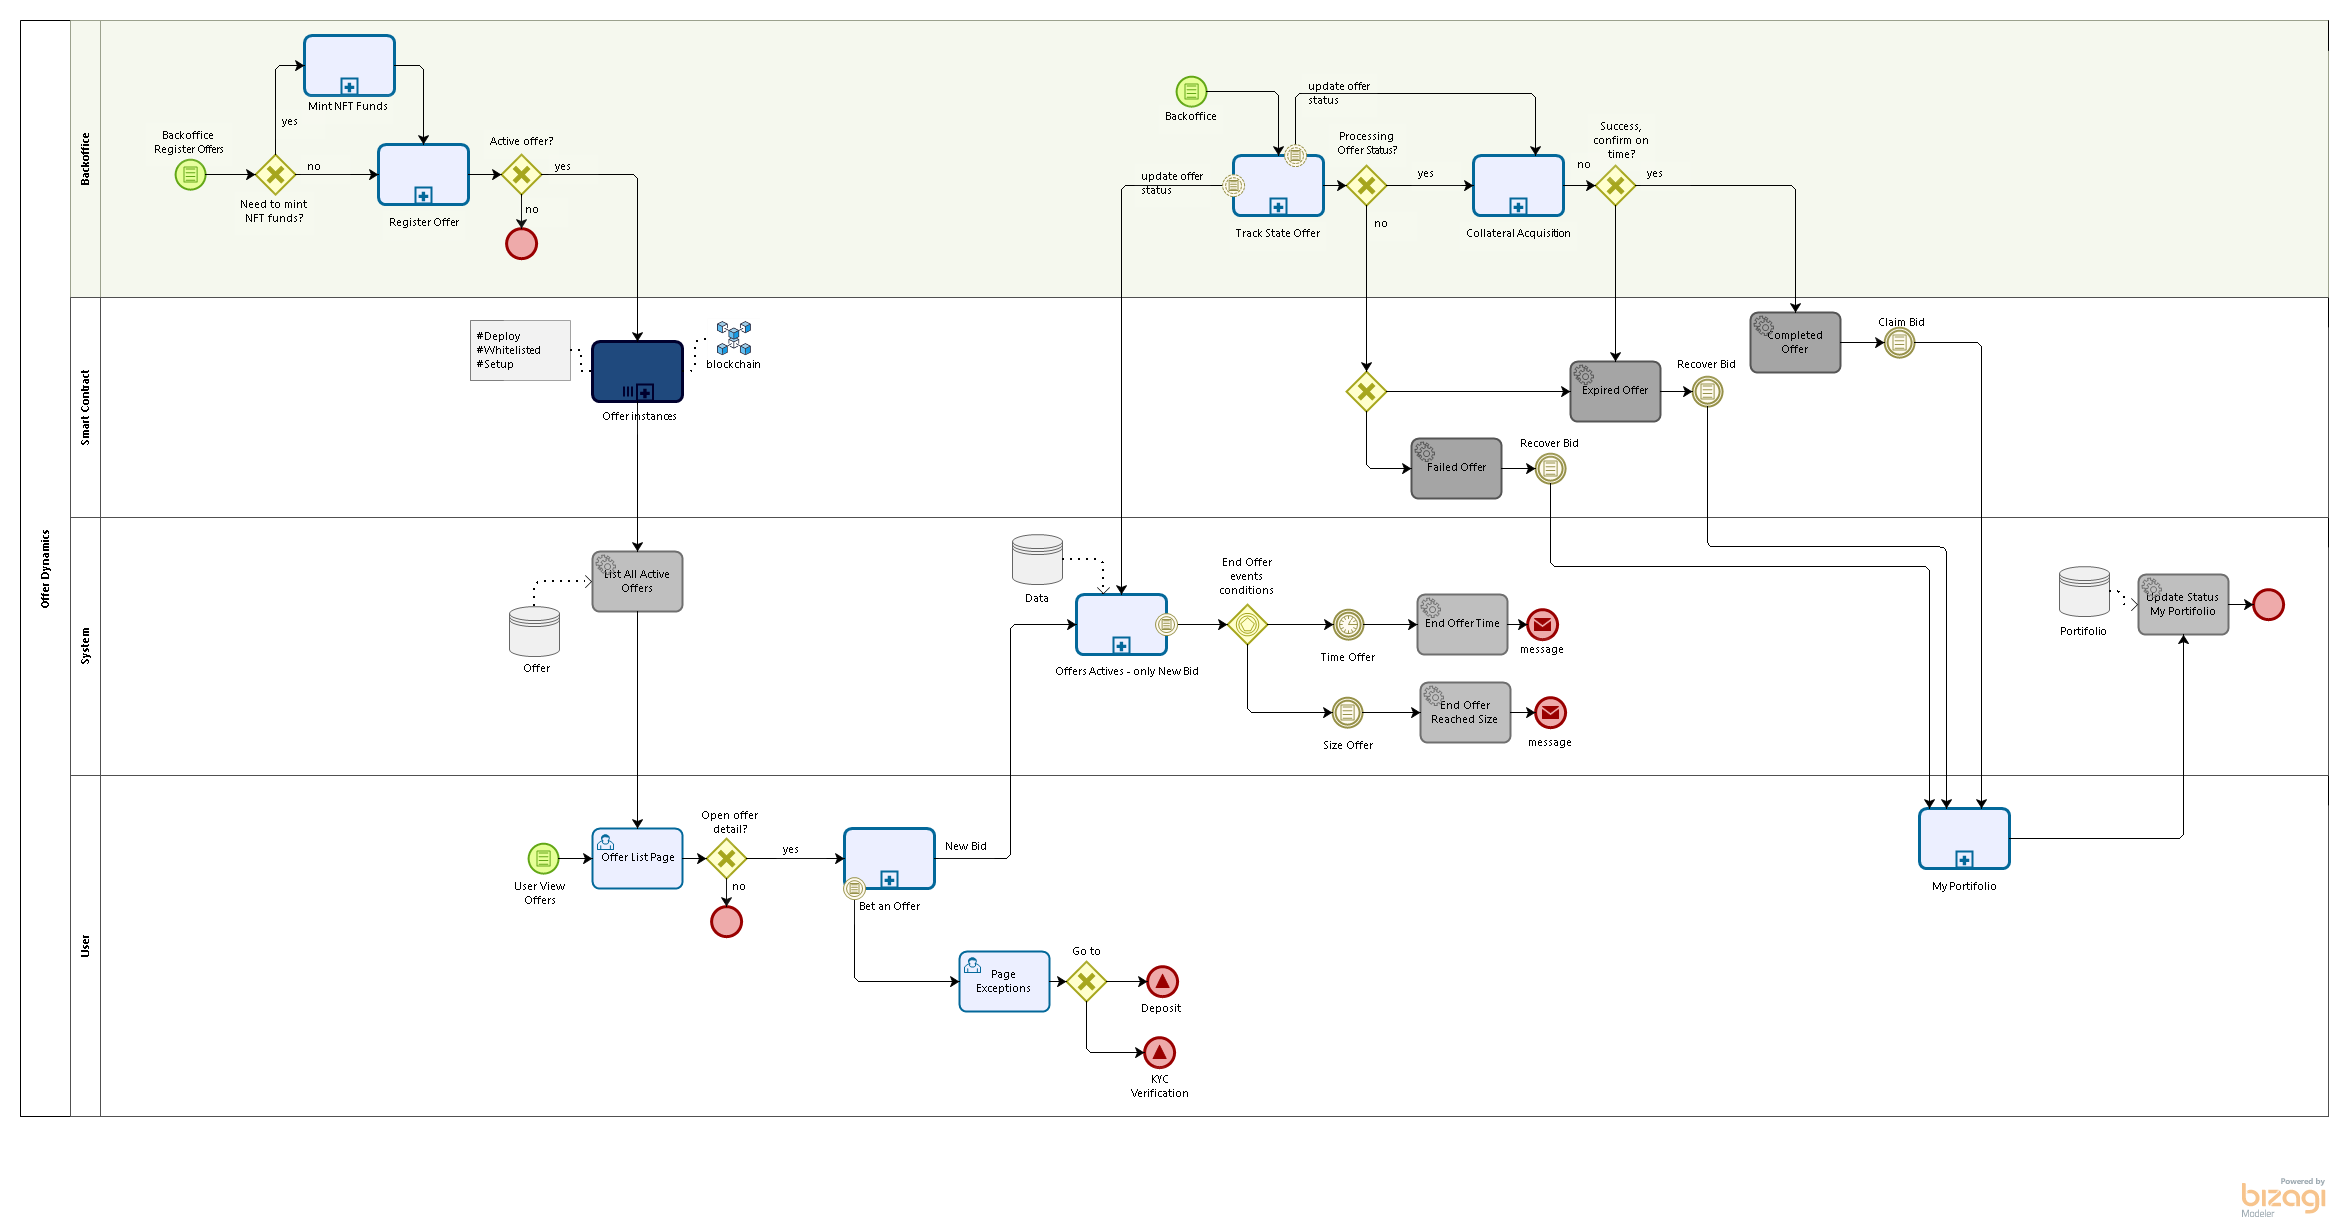 Offer Dynamics
Backoffice
Mint NFT Funds
yes
Backoffice
Register Offers
no
Need to mint
NFT funds?
Register Offer
Active offer?
yes
no
Backoffice
update offer
status
update offer
status
Track State Offer
Processing
Offer Status?
yes
no
Collateral Acquisition
Success,
confirm on
time?
no
yes
Smart Contract
#Deploy
#Whitelisted
#Setup
blockchain
Offer instances
Completed
Offer
Claim Bid
Expired Offer
Recover Bid
Failed Offer
Recover Bid
System
List All Active
Offers
Offer
Data
Offers Actives - only New Bid
End Offer
events
conditions
Time Offer
End Offer Time
message
Size Offer
End Offer
Reached Size
message
Portifolio
Update Status
My Portfolio
User
User View
Offers
Offer List Page
Open offer
detail?
yes
no
Bet an Offer
New Bid
Page
Exceptions
Go to
Deposit
KYC
Verification
My Portifolio
Powered by
bizagi
Modeler